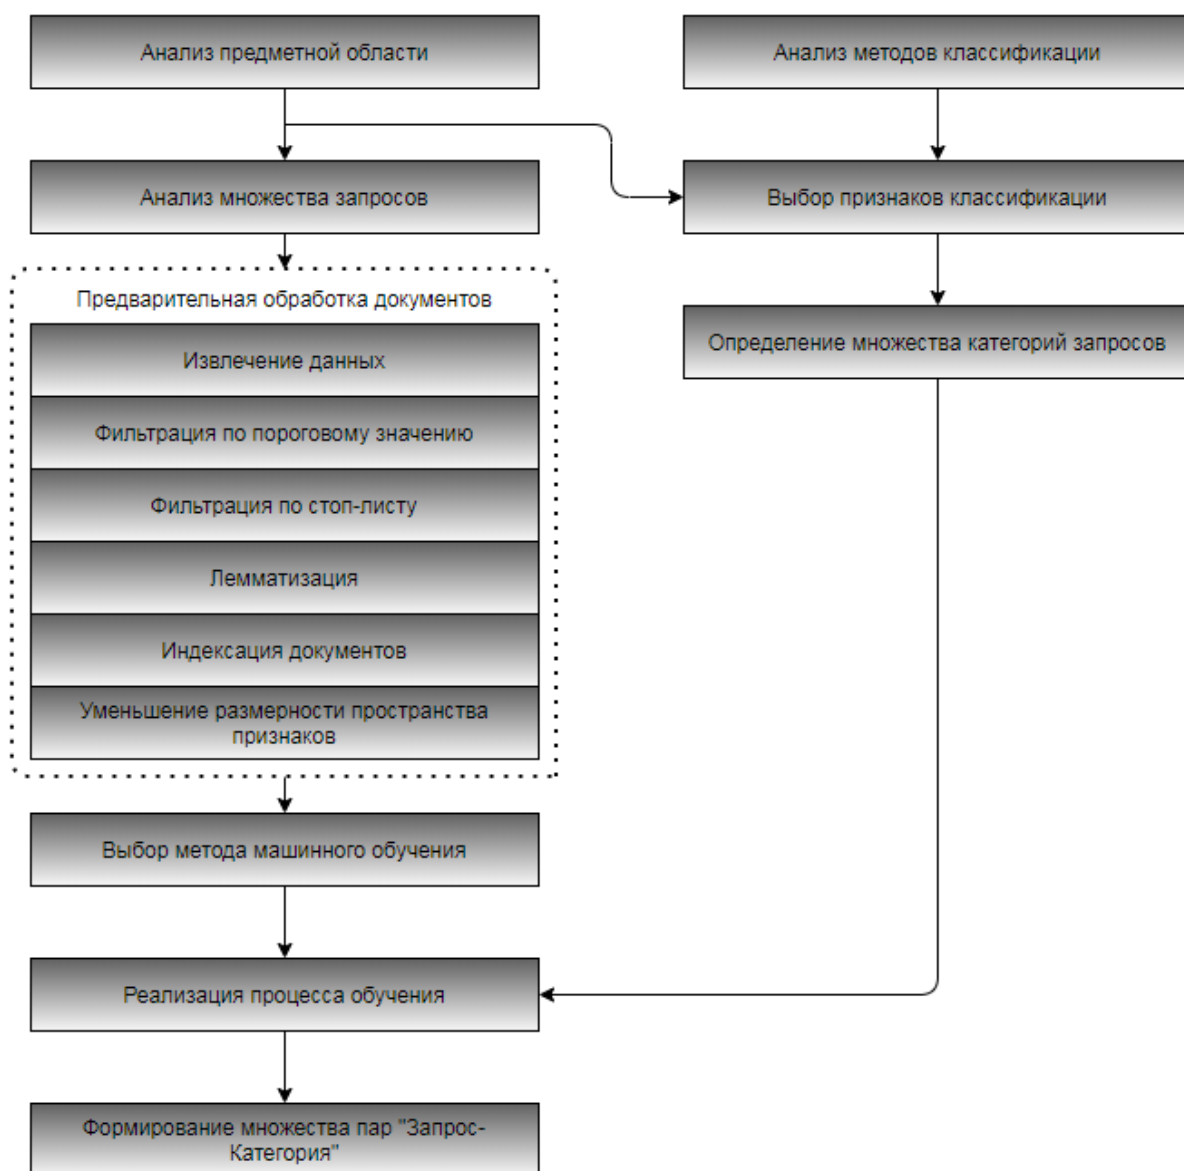 Анализ предметной области
Анализ методов классификации
Анализ множества запросов
Выбор признаков классификации
Предварительная обработка документов
Определение множества категорий запросов
Извлечение данных
Фильтрация по пороговому значению
Фильтрация по стоп-листу
Лемматизация
Индексация документов
Уменьшение размерности пространства
признаков
Выбор метода машинного обучения
Реализация процесса обучения
Формирование множества пар "Запрос-
Категория"